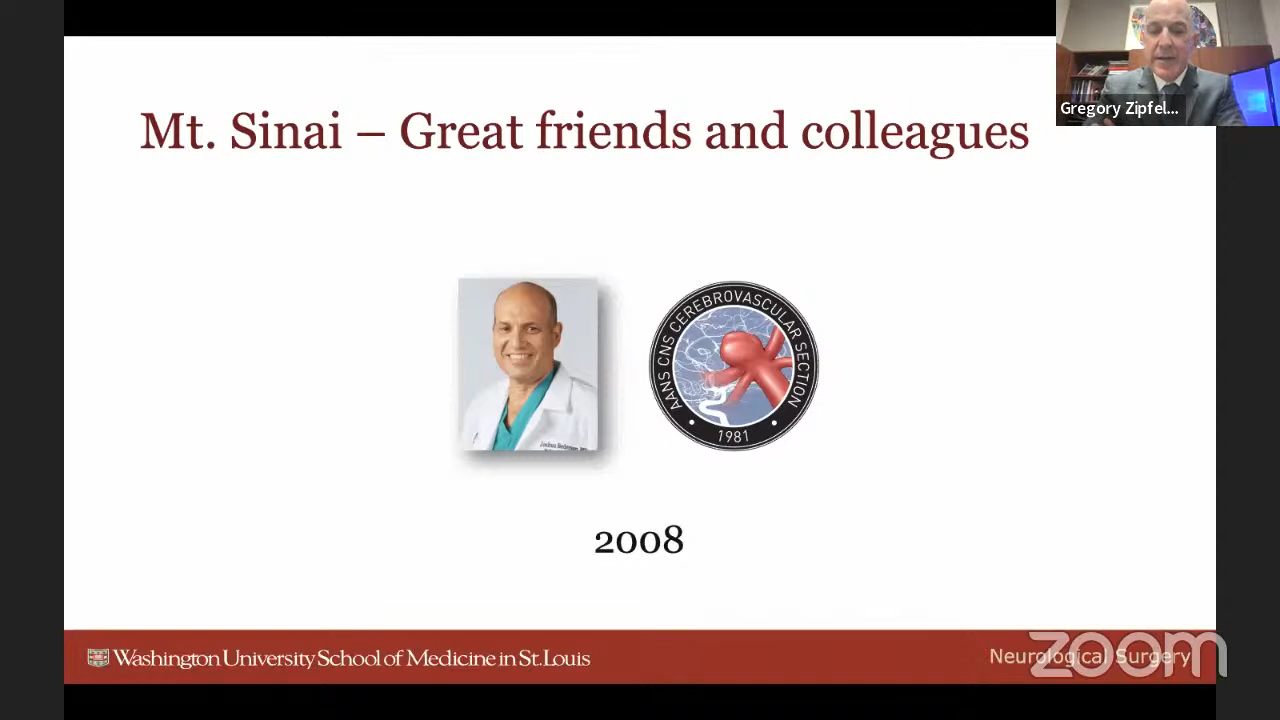 Mt. Sinai – Great friends and colleagues
Gregory Zipfel...
AANS CNS CEREBROVASCULAR SECTION
1981
2008
Washington University School of Medicine in St. Louis
Neurological Surgery
zoom